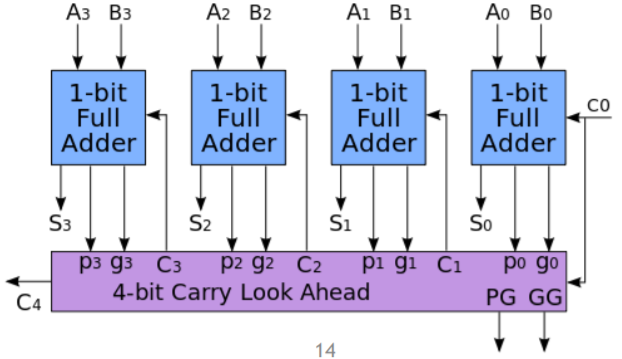 A3 B3 A2 B2 A1 B1 A0 B0
1-bit Full Adder
1-bit Full Adder
1-bit Full Adder
1-bit Full Adder
C0
S3 S2 S1 S0
p3 g3 C3 p2 g2 C2 p1 g1 C1 p0 g0
4-bit Carry Look Ahead
PG GG
C4
14